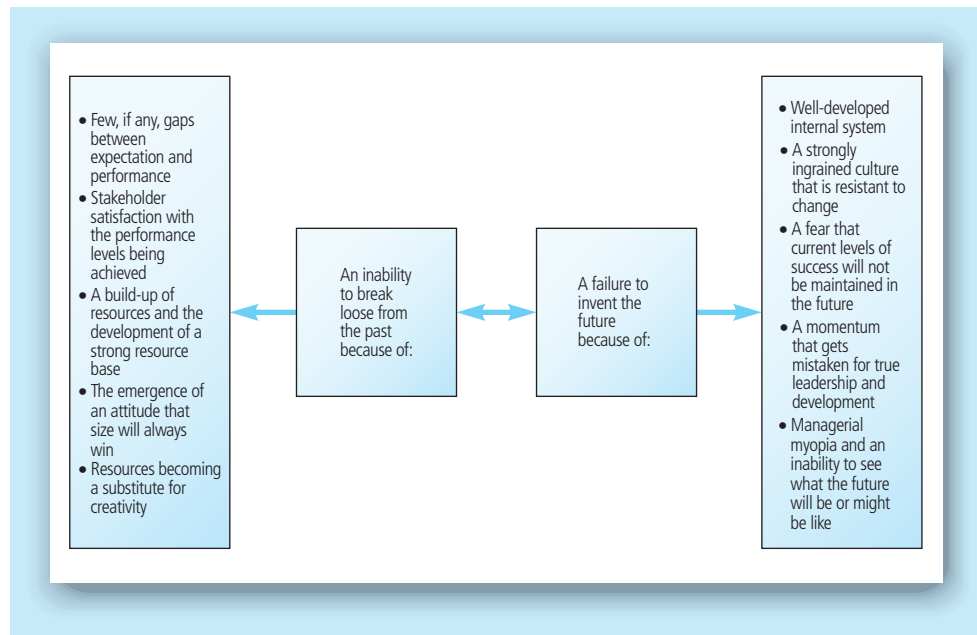 • Few, if any, gaps
between
expectation and
performance
• Stakeholder
satisfaction with
the performance
levels being
achieved
• A build-up of
resources and the
development of a
strong resource
base
• The emergence of
an attitude that
size will always
win
• Resources becoming
a substitute for
creativity
An inability
to break
loose from
the past
because of:
A failure to
invent the
future
because of:
• Well-developed
internal system
• A strongly
ingrained culture
that is resistant to
change
• A fear that
current levels of
success will not
be maintained in
the future
• A momentum
that gets
mistaken for true
leadership and
development
• Managerial
myopia and an
inability to see
what the future
will be or might
be like